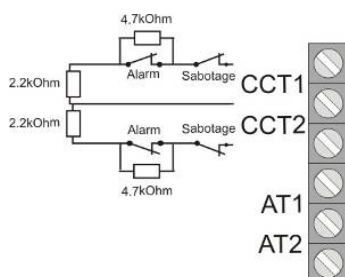 4.7kOhm
Alarm
Sabotage
2.2kOhm
CCT1
2.2kOhm
CCT2
Alarm
Sabotage
4.7kOhm
AT1
AT2